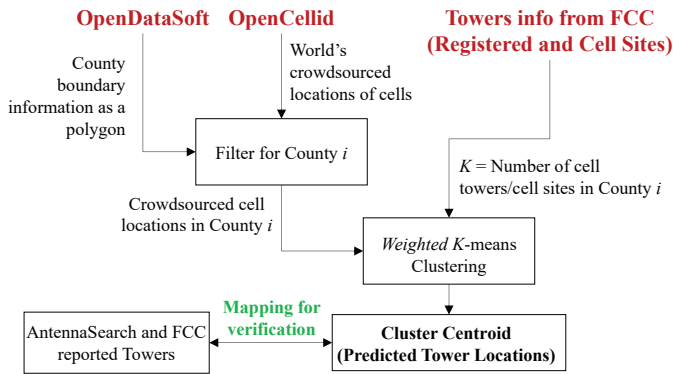 OpenDataSoft
OpenCellid
Towers info from FCC
(Registered and Cell Sites)
County
boundary
information as a
polygon
World's
crowdsourced
locations of cells
Filter for County i
K = Number of cell
towers/cell sites in County i
Crowdsourced cell
locations in County i
Weighted K-means
Clustering
Mapping for
verification
AntennaSearch and FCC
reported Towers
Cluster Centroid
(Predicted Tower Locations)